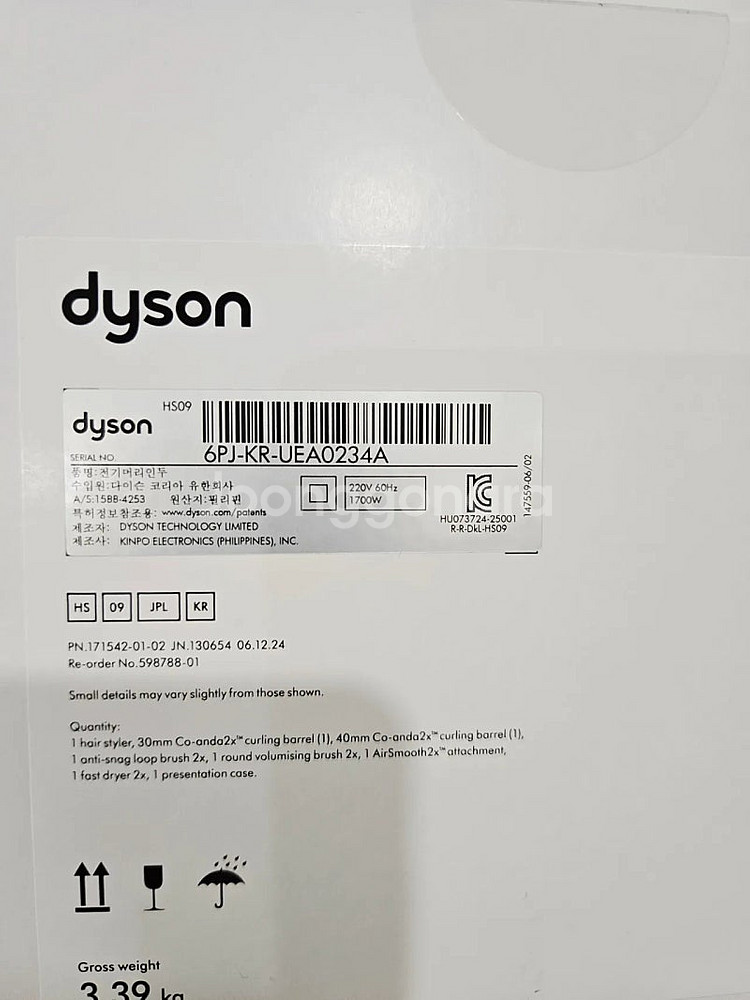 dyson
dyson
HS09
SERIAL NO.
6PJ-KR-UEA0234A
품명:전기머리인두
수입원:다이슨 코리아 유한회사
A/S:1588-4253 원산지:필리핀
특허정보참조용: www.dyson.com/patents
제조자: DYSON TECHNOLOGY LIMITED
제조사: KINPO ELECTRONICS (PHILIPPINES), INC.
220V 60Hz
1700W
HU073724-25001
R-R-DkL-HS09
147559-06/02
joonggonara
HS 09 JPL KR
PN.171542-01-02 JN.130654 06.12.24
Re-order No.598788-01
Small details may vary slightly from those shown.
Quantity:
1 hair styler, 30mm Co-anda2x™ curling barrel (1), 40mm Co-anda2x™ curling barrel (1),
1 anti-snag loop brush 2x, 1 round volumising brush 2x, 1 AirSmooth2x™ attachment,
1 fast dryer 2x, 1 presentation case.
Gross weight
3.39 kg